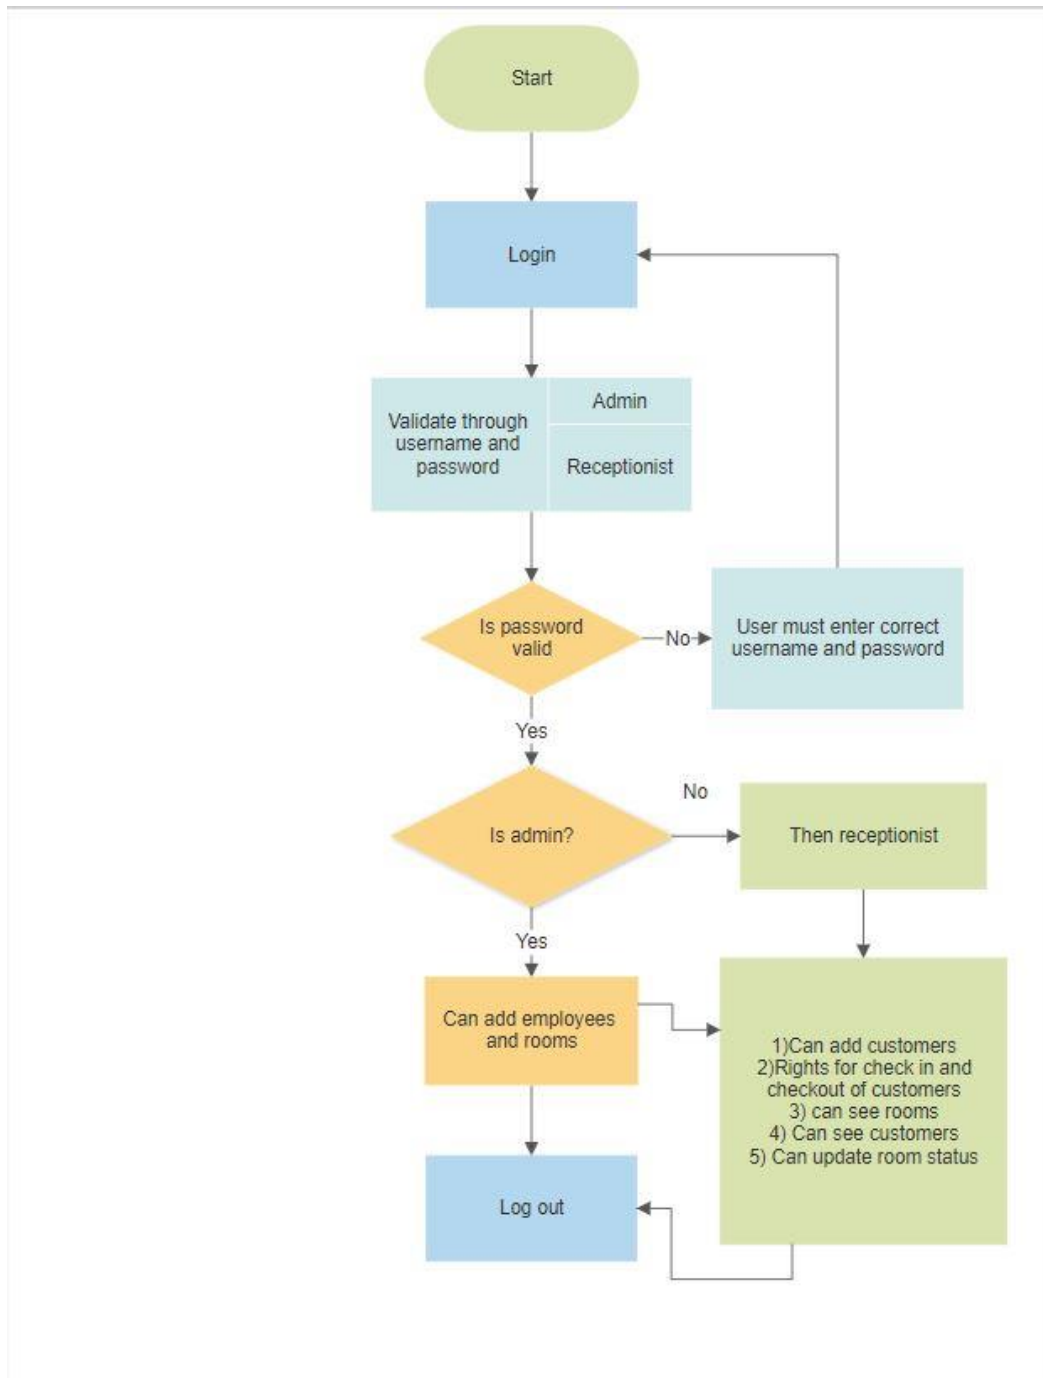 Start
Login
Validate through
username and
password
Admin
Receptionist
Is password
valid
No
User must enter correct
username and password
Yes
Is admin?
No
Then receptionist
Yes
Can add employees
and rooms
1)Can add customers
2)Rights for check in and
checkout of customers
3) can see rooms
4) Can see customers
5) Can update room status
Log out